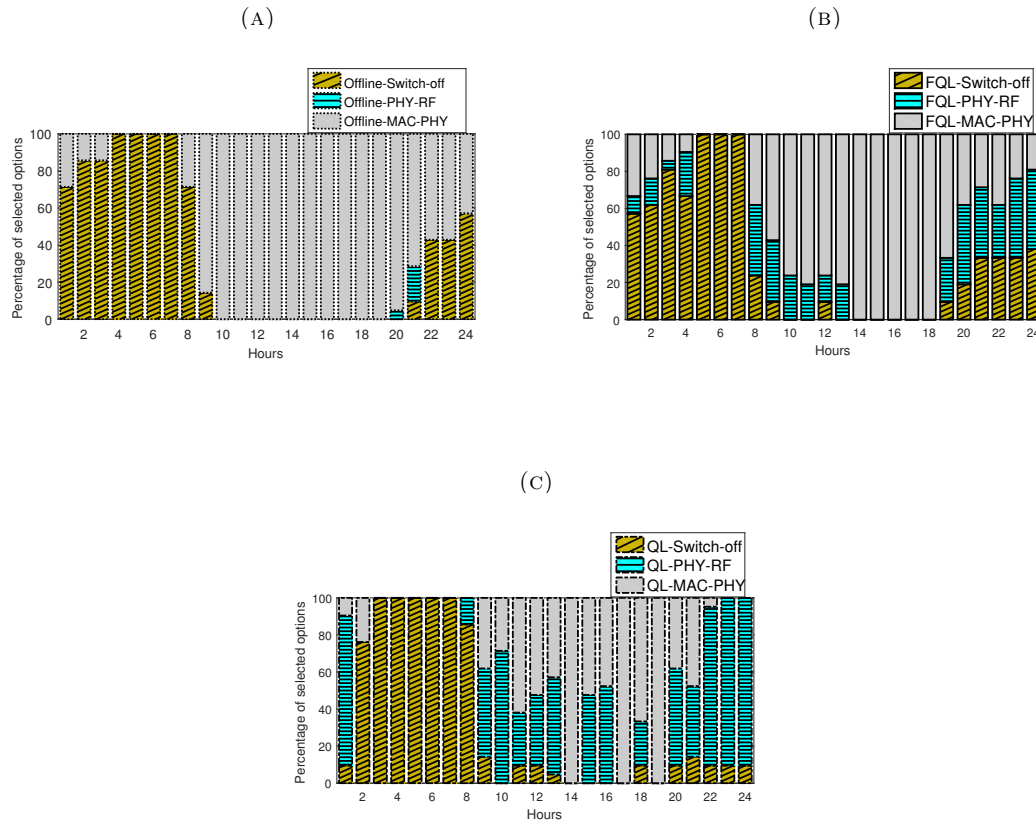 (A)
Offline-Switch-off
Offline-PHY-RF
Offline-MAC-PHY
100
80
60
40
20
0
Percentage of selected options
2 4 6 8 10 12 14 16 18 20 22 24
Hours
(B)
FQL-Switch-off
FQL-PHY-RF
FQL-MAC-PHY
100
80
60
40
20
0
Percentage of selected options
2 4 6 8 10 12 14 16 18 20 22 24
Hours
(C)
QL-Switch-off
QL-PHY-RF
QL-MAC-PHY
100
80
60
40
20
0
Percentage of selected options
2 4 6 8 10 12 14 16 18 20 22 24
Hours